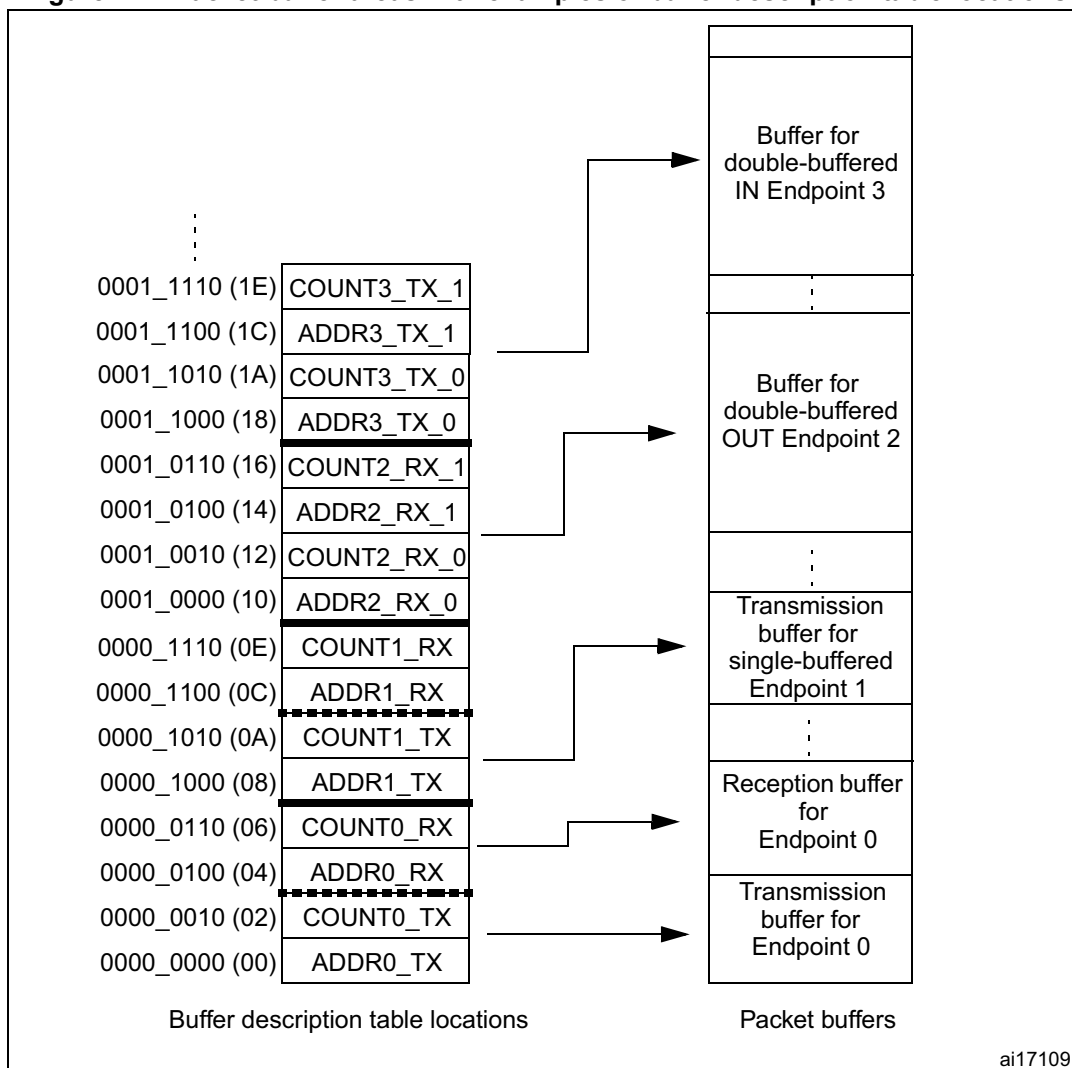 0001_1110 (1E) COUNT3_TX_1
0001_1100 (1C) ADDR3_TX_1
0001_1010 (1A) COUNT3_TX_0
0001_1000 (18) ADDR3_TX_0
0001_0110 (16) COUNT2_RX_1
0001_0100 (14) ADDR2_RX_1
0001_0010 (12) COUNT2_RX_0
0001_0000 (10) ADDR2_RX_0
0000_1110 (0E) COUNT1_RX
0000_1100 (0C) ADDR1_RX
0000_1010 (0A) COUNT1_TX
0000_1000 (08) ADDR1_TX
0000_0110 (06) COUNT0_RX
0000_0100 (04) ADDR0_RX
0000_0010 (02) COUNT0_TX
0000_0000 (00) ADDR0_TX
Buffer description table locations
Buffer for
double-buffered
IN Endpoint 3
Buffer for
double-buffered
OUT Endpoint 2
Transmission
buffer for
single-buffered
Endpoint 1
Reception buffer
for
Endpoint 0
Transmission
buffer for
Endpoint 0
Packet buffers
ai17109